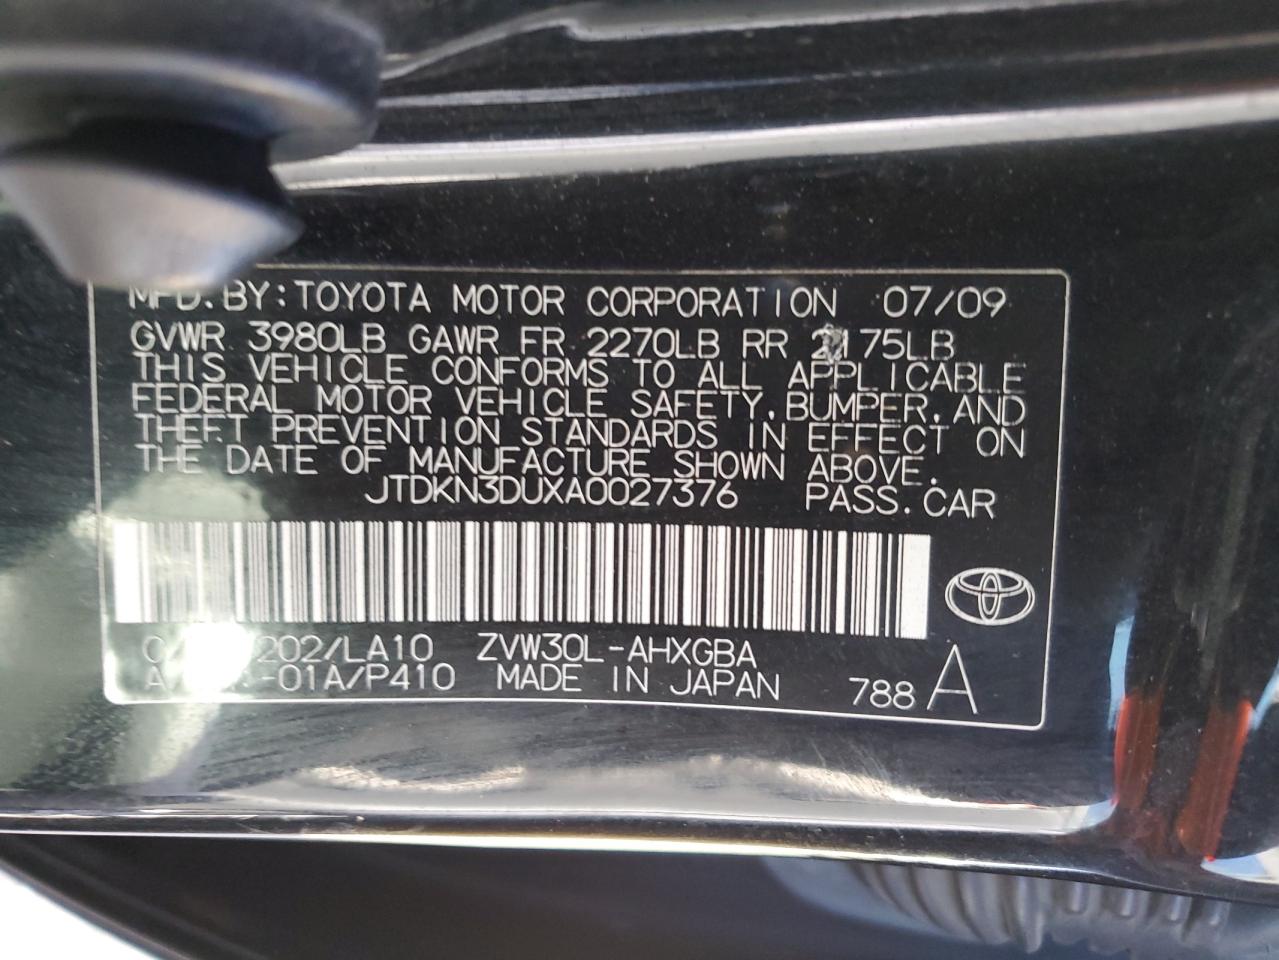 MFD. BY: TOYOTA MOTOR CORPORATION 07/09
GVWR 3980LB GAWR FR 2270LB RR 2175LB
THIS VEHICLE CONFORMS TO ALL APPLICABLE
FEDERAL MOTOR VEHICLE SAFETY, BUMPER, AND
THEFT PREVENTION STANDARDS IN EFFECT ON
THE DATE OF MANUFACTURE SHOWN ABOVE.
JTDKN3DUXA0027376 PASS. CAR
202/LA10 ZVW30L-AHXGBA
-01A/P410 MADE IN JAPAN 788 A